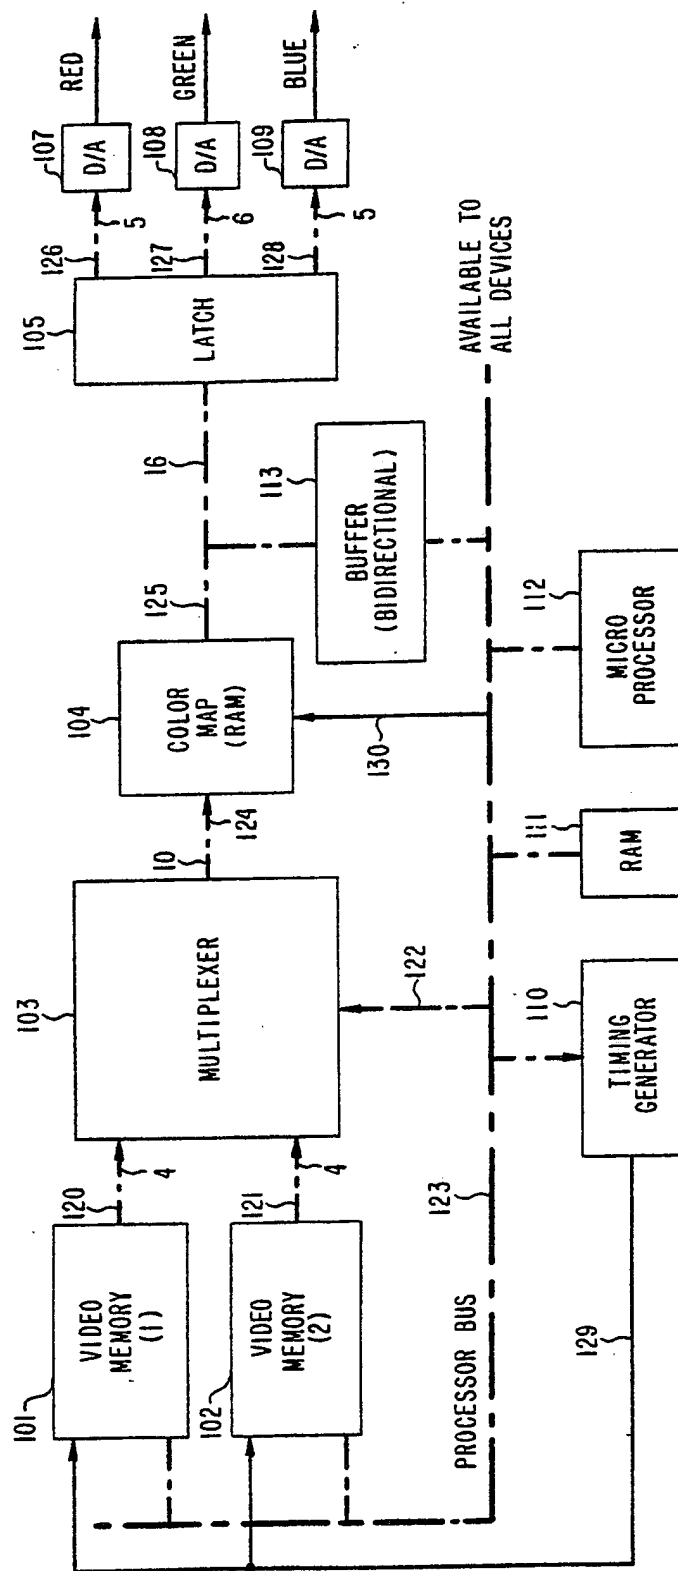 101
VIDEO
MEMORY
(1)
120
4
102
VIDEO
MEMORY
(2)
121
4
103
MULTIPLEXER
122
10
124
104
COLOR
MAP
(RAM)
130
125
16
113
BUFFER
(BIDIRECTIONAL)
105
LATCH
126
5
107
D/A
RED
127
6
108
D/A
GREEN
128
5
109
D/A
BLUE
PROCESSOR BUS
123
AVAILABLE TO
ALL DEVICES
129
110
TIMING
GENERATOR
111
RAM
112
MICRO
PROCESSOR